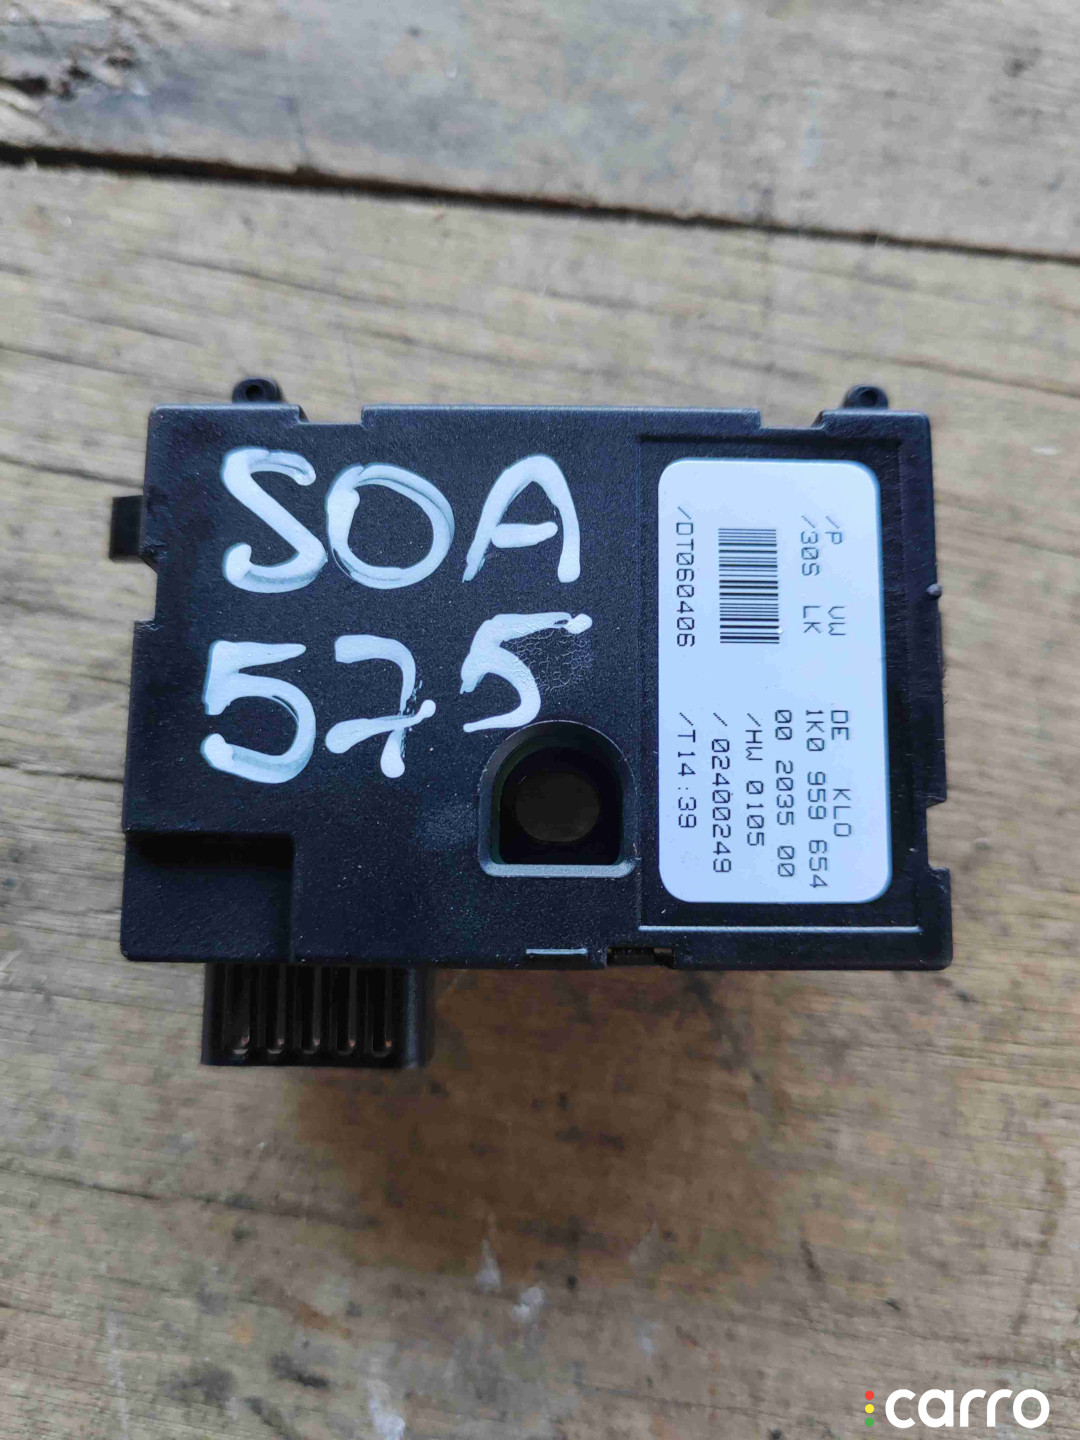 SOA
575
/P VW DE KLO
/30S LK 1K0 959 654
00 2035 00
/HW 0105
// 02400249
/DT060406 /T14:39
carro